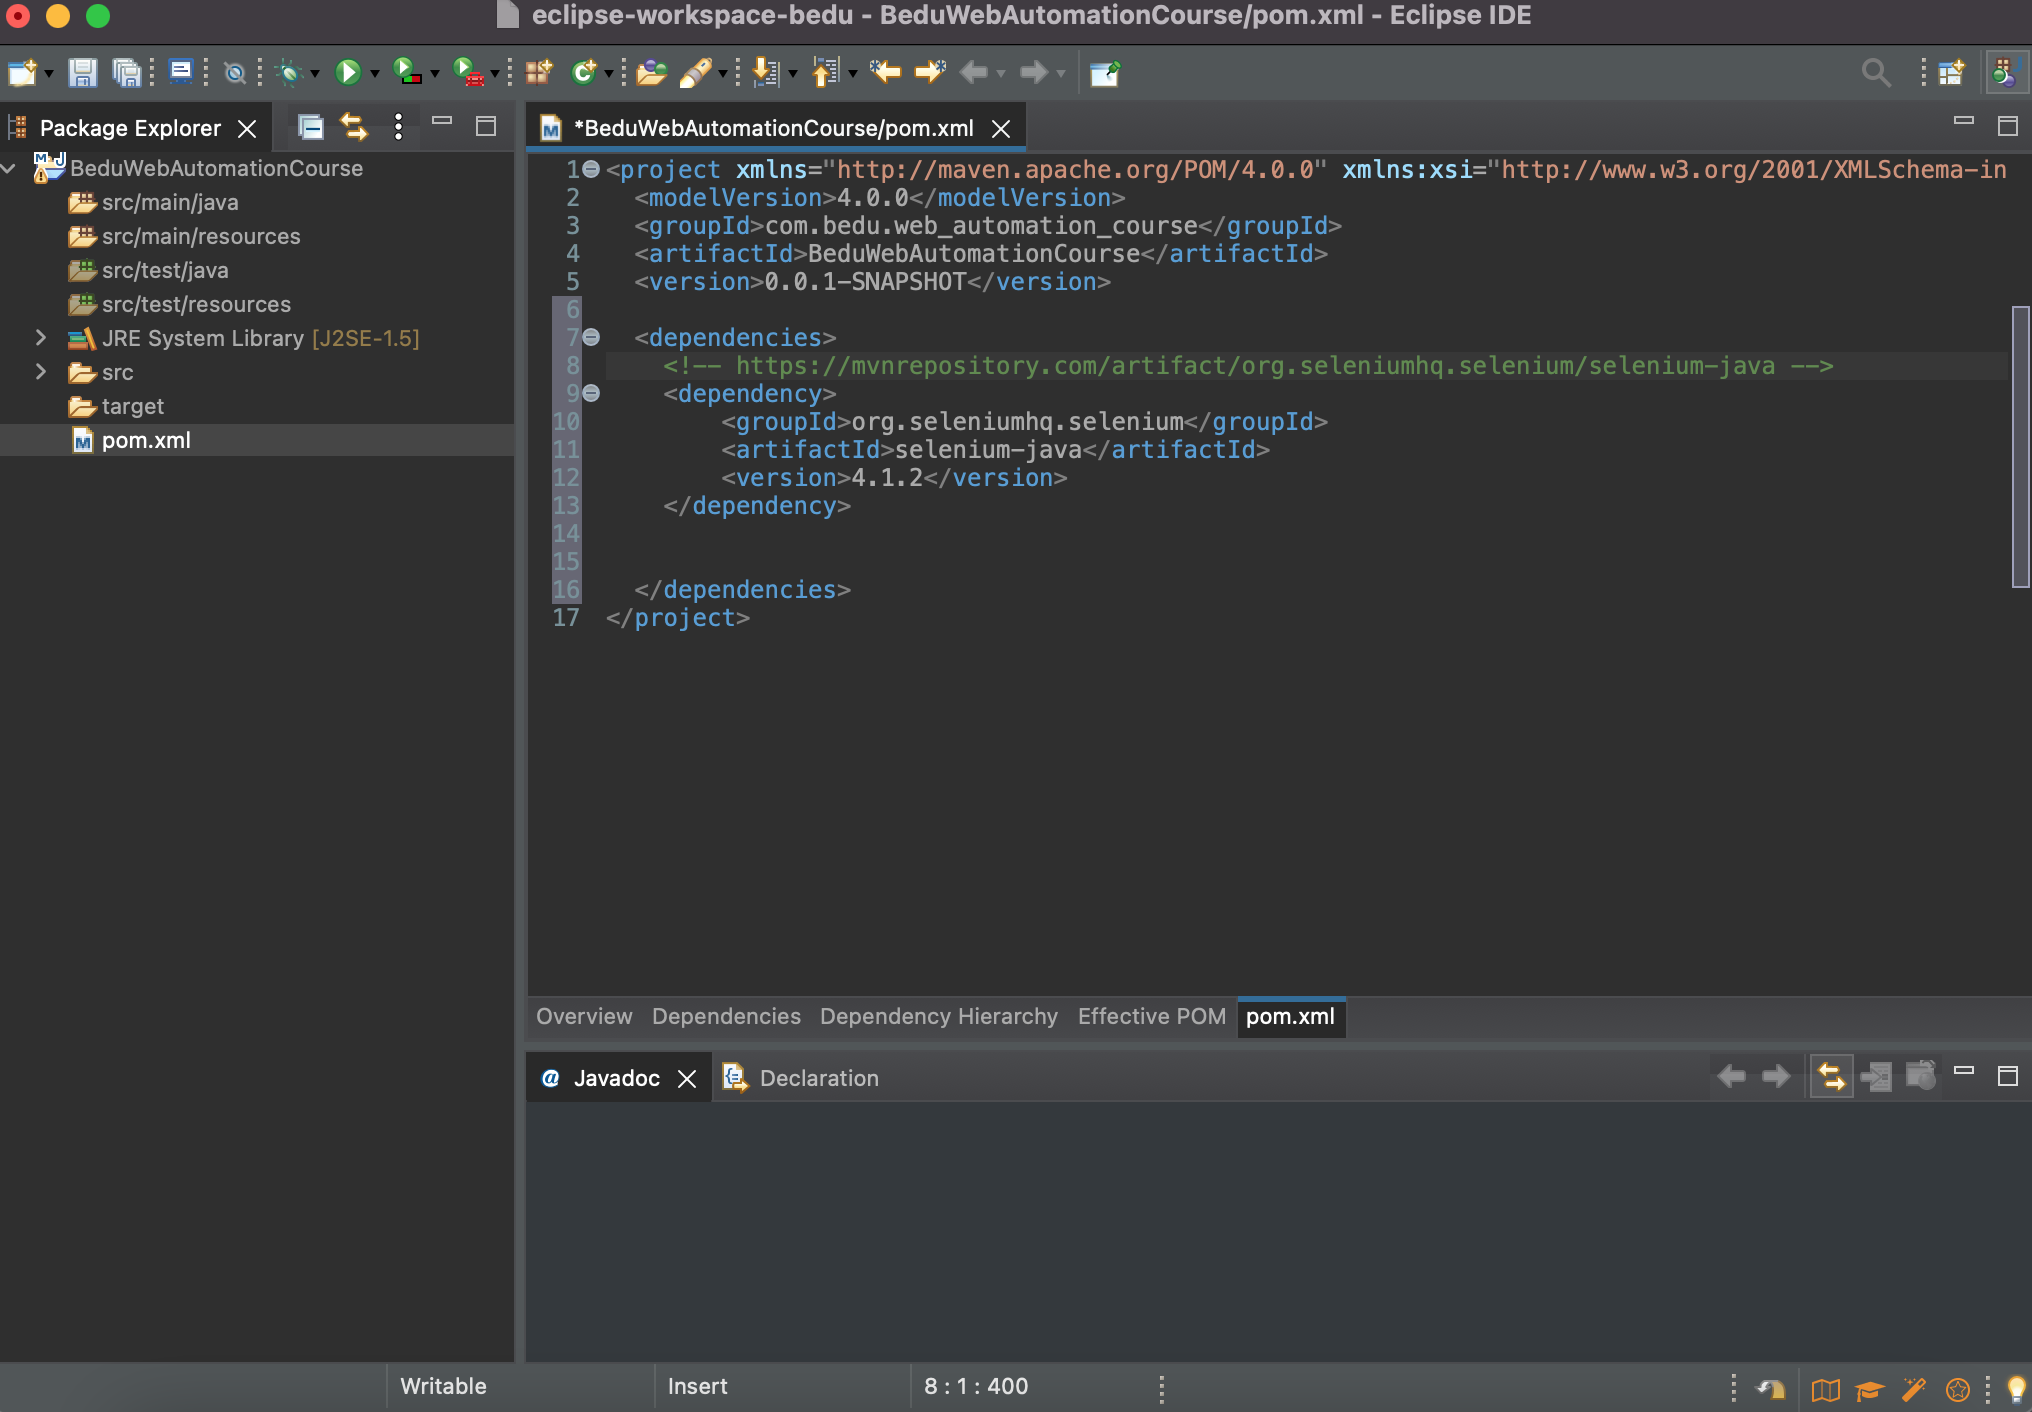 eclipse-workspace-bedu - BeduWebAutomationCourse/pom.xml - Eclipse IDE
Package Explorer
BeduWebAutomationCourse
src/main/java
src/main/resources
src/test/java
src/test/resources
JRE System Library [J2SE-1.5]
src
target
pom.xml
*BeduWebAutomationCourse/pom.xml
1 <project xmlns="http://maven.apache.org/POM/4.0.0" xmlns:xsi="http://www.w3.org/2001/XMLSchema-in
2 <modelVersion>4.0.0</modelVersion>
3 <groupId>com.bedu.web_automation_course</groupId>
4 <artifactId>BeduWebAutomationCourse</artifactId>
5 <version>0.0.1-SNAPSHOT</version>
6
7 <dependencies>
8 <!-- https://mvnrepository.com/artifact/org.seleniumhq.selenium/selenium-java -->
9 <dependency>
10 <groupId>org.seleniumhq.selenium</groupId>
11 <artifactId>selenium-java</artifactId>
12 <version>4.1.2</version>
13 </dependency>
14
15
16 </dependencies>
17 </project>
Overview Dependencies Dependency Hierarchy Effective POM pom.xml
@ Javadoc Declaration
Writable Insert 8 : 1 : 400